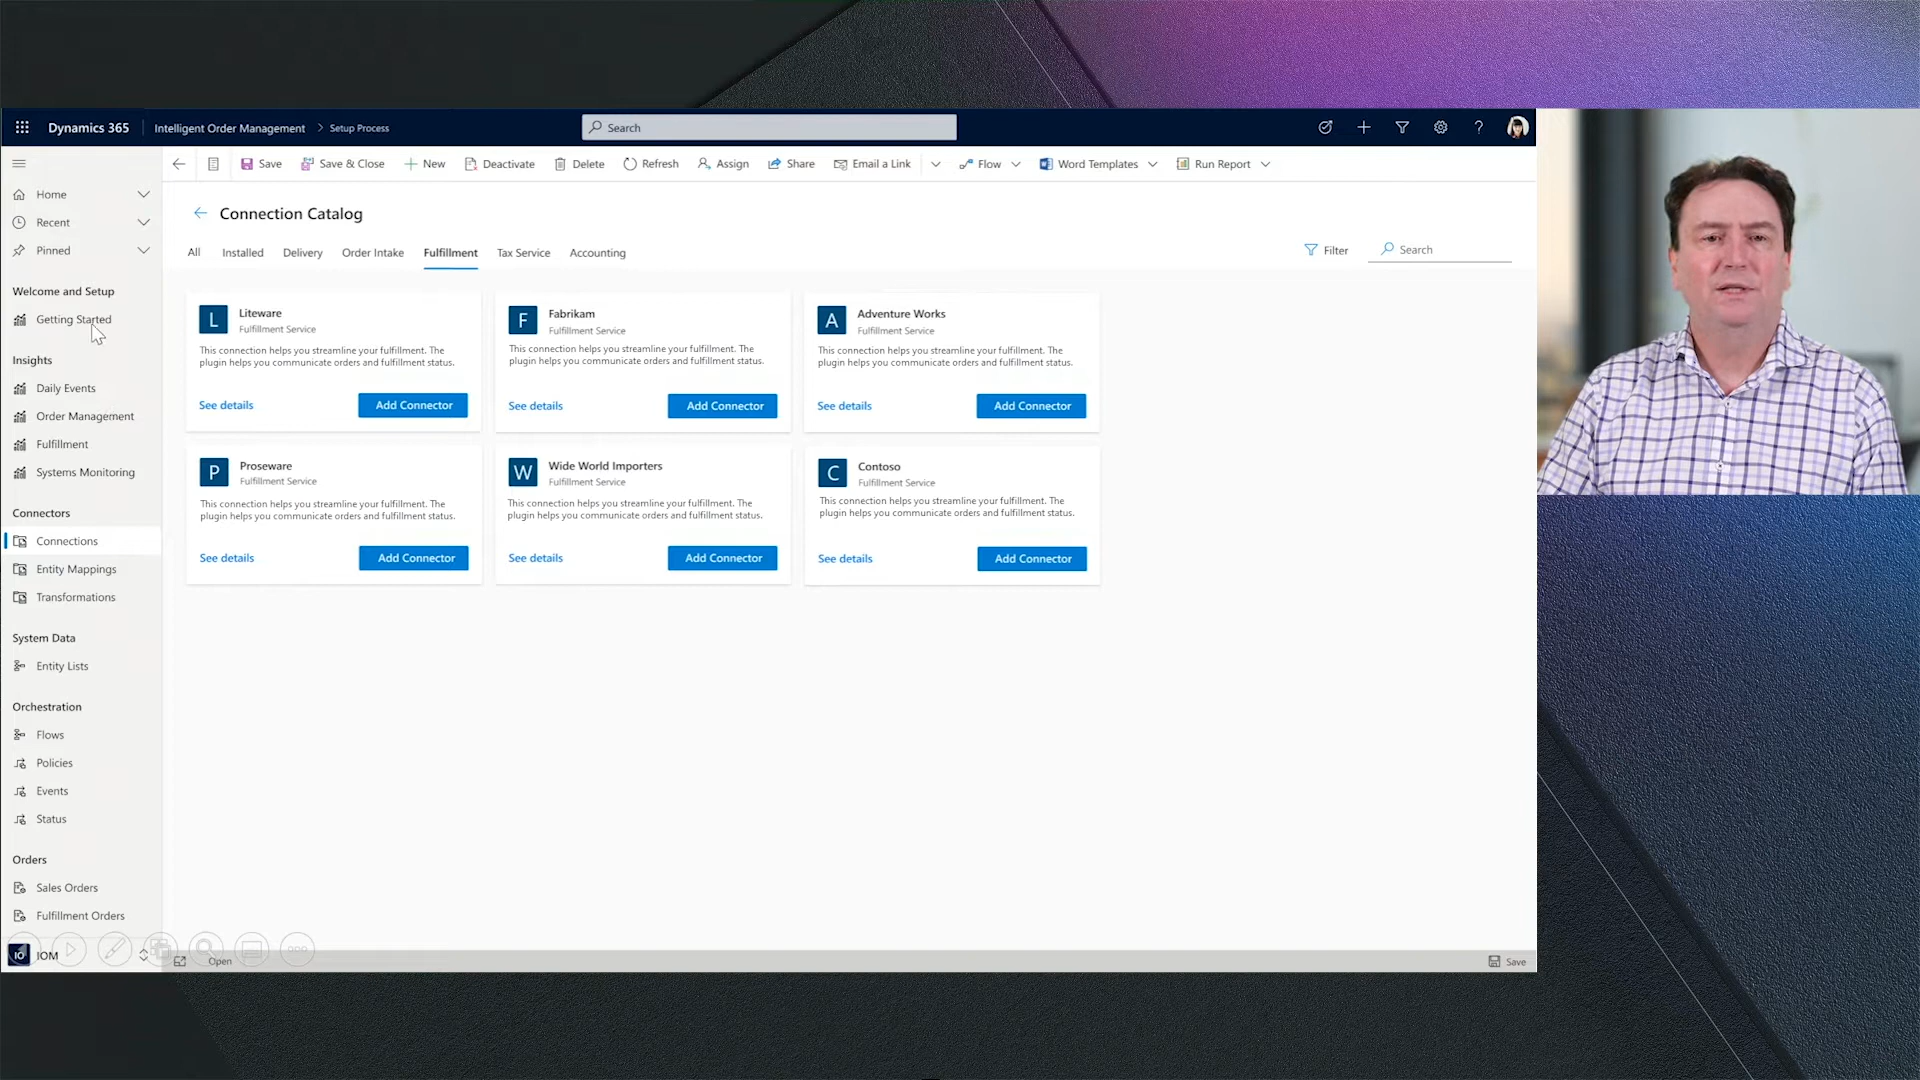 Dynamics 365
Intelligent Order Management > Setup Process
Search
?
Save
Save & Close
New
Deactivate
Delete
Refresh
Assign
Share
Email a Link
Flow
Word Templates
Run Report
Home
Recent
Pinned
Welcome and Setup
Getting Started
Insights
Daily Events
Order Management
Fulfillment
Systems Monitoring
Connectors
Connections
Entity Mappings
Transformations
System Data
Entity Lists
Orchestration
Flows
Policies
Events
Status
Orders
Sales Orders
Fulfillment Orders
IO
IOM
Connection Catalog
All
Installed
Delivery
Order Intake
Fulfillment
Tax Service
Accounting
Filter
Search
L
Liteware
Fulfillment Service
This connection helps you streamline your fulfillment. The
plugin helps you communicate orders and fulfillment status.
See details
Add Connector
F
Fabrikam
Fulfillment Service
This connection helps you streamline your fulfillment. The
plugin helps you communicate orders and fulfillment status.
See details
Add Connector
A
Adventure Works
Fulfillment Service
This connection helps you streamline your fulfillment. The
plugin helps you communicate orders and fulfillment status.
See details
Add Connector
P
Proseware
Fulfillment Service
This connection helps you streamline your fulfillment. The
plugin helps you communicate orders and fulfillment status.
See details
Add Connector
W
Wide World Importers
Fulfillment Service
This connection helps you streamline your fulfillment. The
plugin helps you communicate orders and fulfillment status.
See details
Add Connector
C
Contoso
Fulfillment Service
This connection helps you streamline your fulfillment. The
plugin helps you communicate orders and fulfillment status.
See details
Add Connector
Open
Save